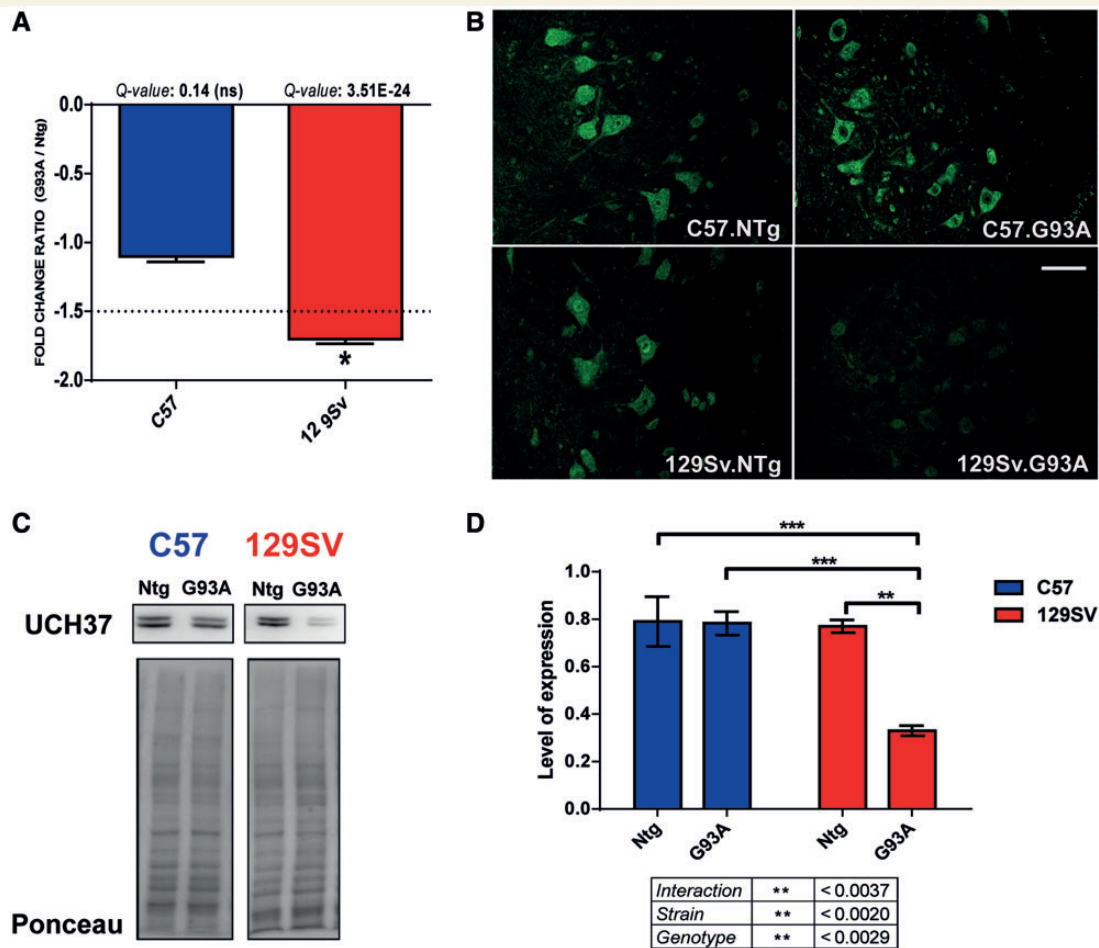 A
Q-value: 0.14 (ns)
Q-value: 3.51E-24
FOLD CHANGE RATIO (G93A / Ntg)
0.0
-0.5
-1.0
-1.5
-2.0
*
C57
12 9Sv
B
C57.NTg
C57.G93A
129Sv.NTg
129Sv.G93A
C
C57
129SV
Ntg G93A
Ntg G93A
UCH37
Ponceau
D
***
***
**
C57
129SV
Level of expression
1.0
0.8
0.6
0.4
0.2
0.0
Ntg
G93A
Ntg
G93A
Interaction ** < 0.0037
Strain ** < 0.0020
Genotype ** < 0.0029